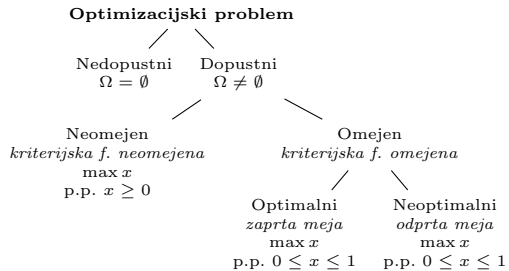 Optimizacijski problem
Nedopustni
Ω = ∅
Dopustni
Ω ≠ ∅
Neomejen
kriterijska f. neomejena
max x
p.p. x ≥ 0
Omejen
kriterijska f. omejena
Optimalni
zaprta meja
max x
p.p. 0 ≤ x ≤ 1
Neoptimalni
odprta meja
max x
p.p. 0 ≤ x ≤ 1